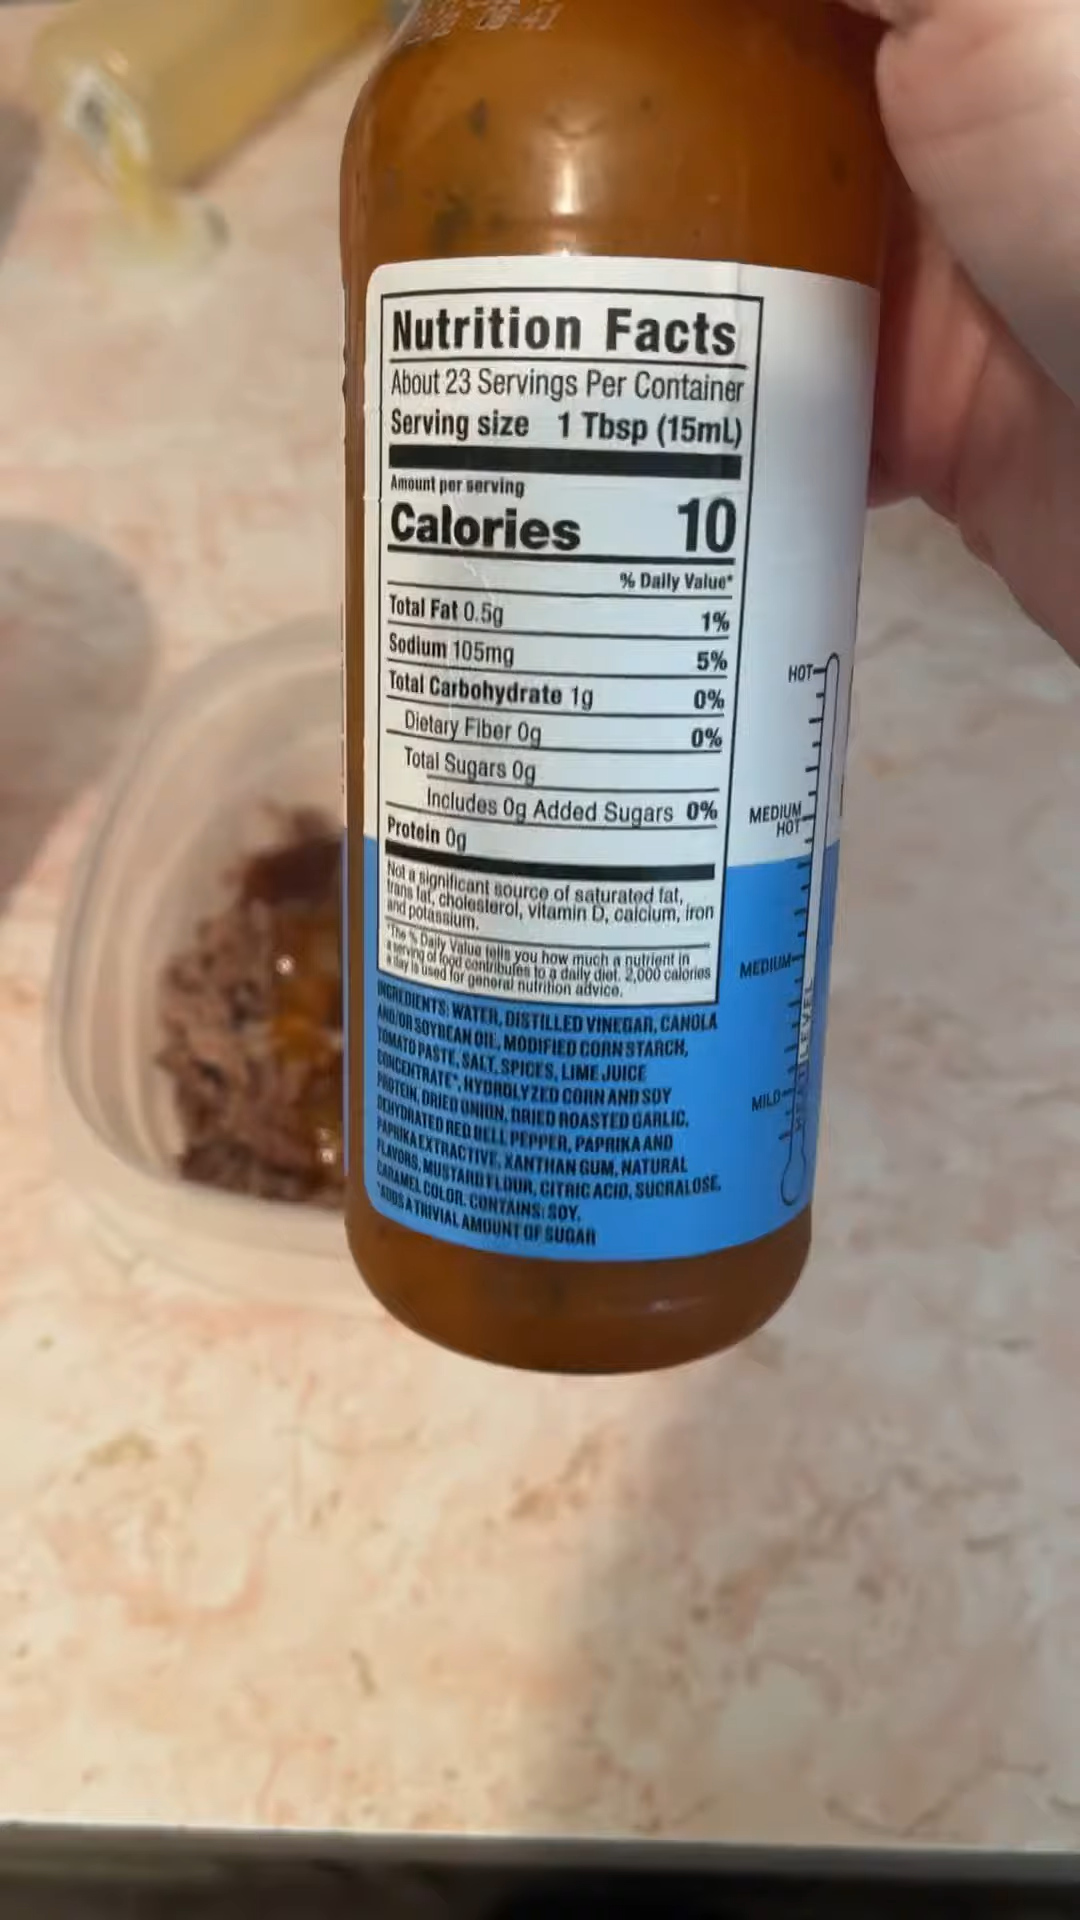 Nutrition Facts
About 23 Servings Per Container
Serving size 1 Tbsp (15mL)
Amount per serving
Calories 10
% Daily Value*
Total Fat 0.5g 1%
Sodium 105mg 5%
Total Carbohydrate 1g 0%
Dietary Fiber 0g 0%
Total Sugars 0g
Includes 0g Added Sugars 0%
Protein 0g
Not a significant source of saturated fat,
trans fat, cholesterol, vitamin D, calcium, iron
and potassium.
*The % Daily Value tells you how much a nutrient in
a serving of food contributes to a daily diet. 2,000 calories
a day is used for general nutrition advice.
INGREDIENTS: WATER, DISTILLED VINEGAR, CANOLA
AND/OR SOYBEAN OIL, MODIFIED CORN STARCH,
TOMATO PASTE, SALT, SPICES, LIME JUICE
CONCENTRATE*, HYDROLYZED CORN AND SOY
PROTEIN, DRIED ONION, DRIED ROASTED GARLIC,
DEHYDRATED RED BELL PEPPER, PAPRIKA AND
PAPRIKA EXTRACTIVE, XANTHAN GUM, NATURAL
FLAVORS, MUSTARD FLOUR, CITRIC ACID, SUCRALOSE,
CARAMEL COLOR. CONTAINS: SOY.
*ADDS A TRIVIAL AMOUNT OF SUGAR
HOT
MEDIUM
HOT
MEDIUM
MILD
HEAT LEVEL